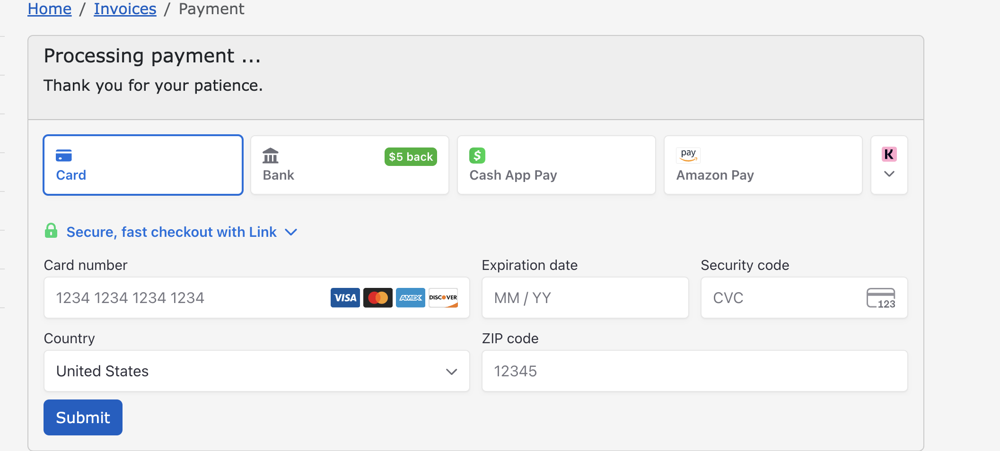 Home / Invoices / Payment
Processing payment ...
Thank you for your patience.
Card
Bank
$5 back
$
Cash App Pay
pay
Amazon Pay
K
Secure, fast checkout with Link
Card number
1234 1234 1234 1234
VISA
AMEX
DISCOVER
Expiration date
MM / YY
Security code
CVC
123
Country
United States
ZIP code
12345
Submit